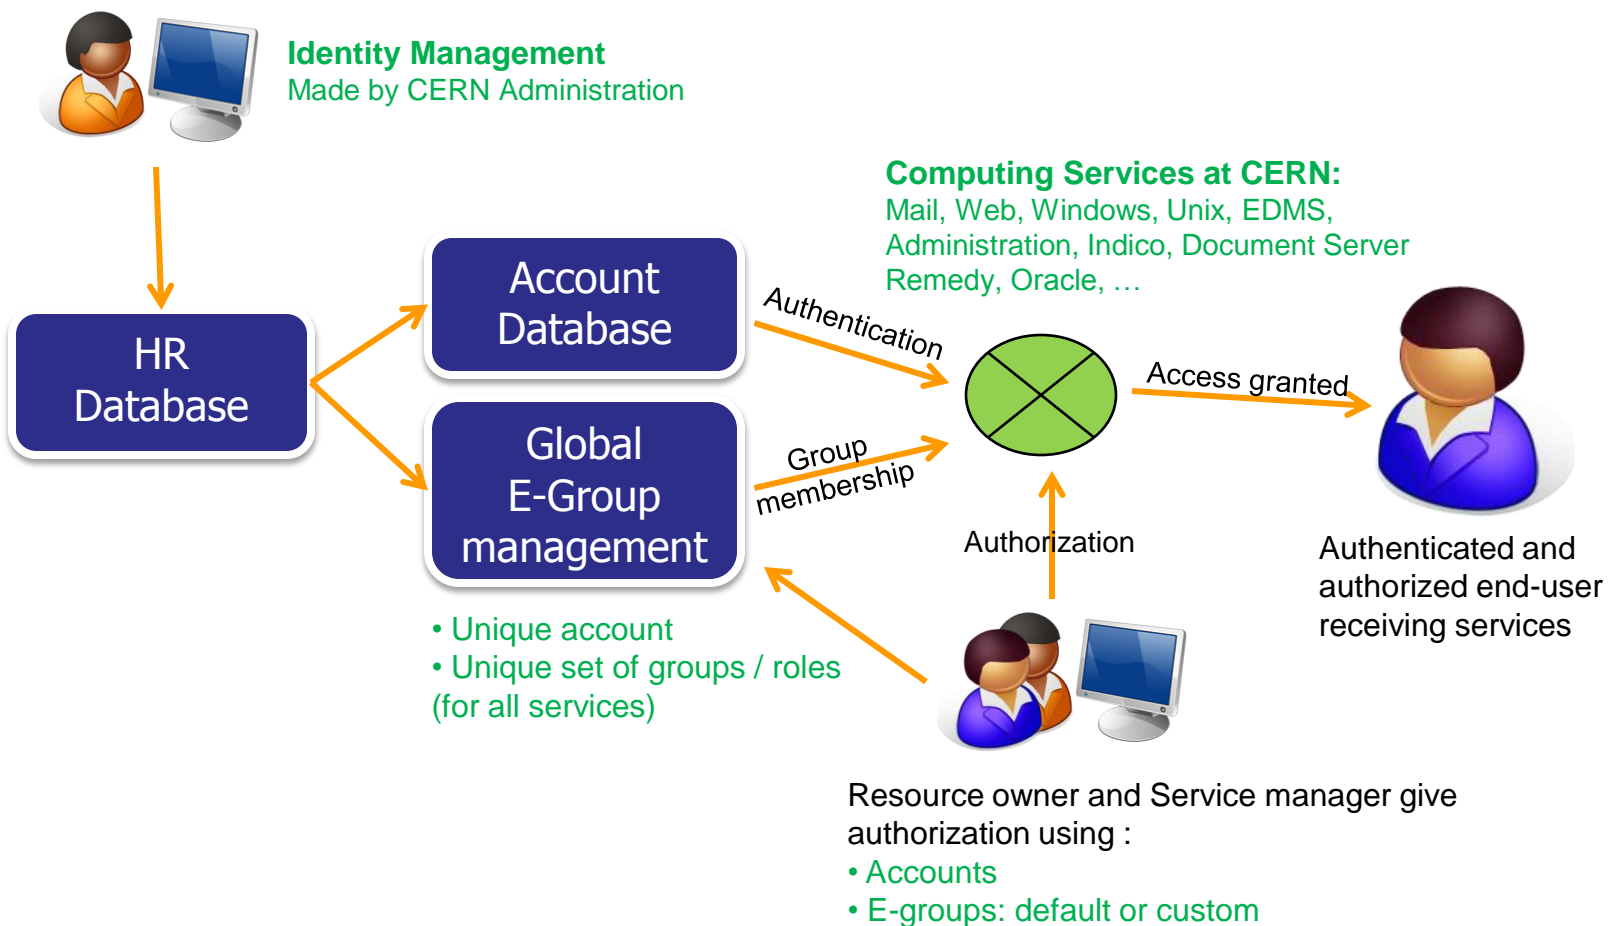 Identity Management
Made by CERN Administration
Computing Services at CERN:
Mail, Web, Windows, Unix, EDMS,
Administration, Indico, Document Server
Remedy, Oracle, …
HR
Database
Account
Database
Global
E-Group
management
Authentication
Group
membership
Access granted
Authorization
Authenticated and
authorized end-user
receiving services
• Unique account
• Unique set of groups / roles
(for all services)
Resource owner and Service manager give
authorization using :
• Accounts
• E-groups: default or custom